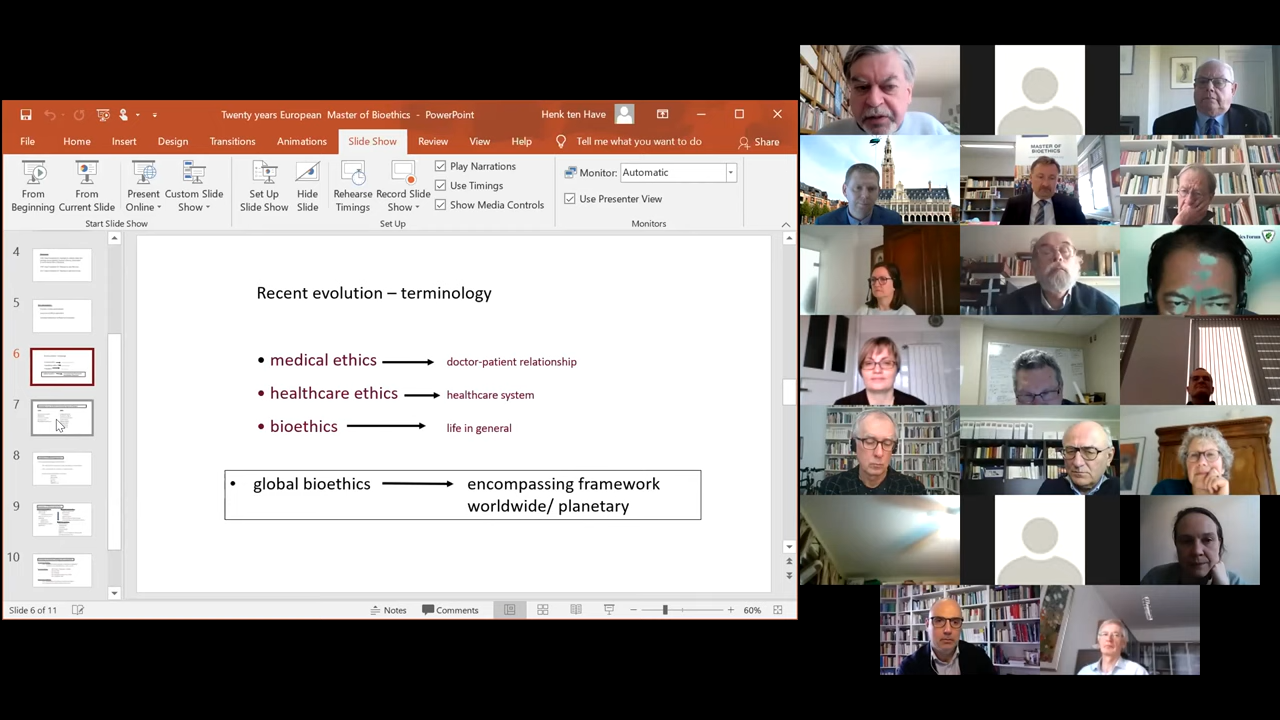 Twenty years European Master of Bioethics - PowerPoint
Henk ten Have
File Home Insert Design Transitions Animations Slide Show Review View Help Tell me what you want to do Share
From Beginning
From Current Slide
Present Online
Custom Slide Show
Set Up Slide Show
Hide Slide
Rehearse Timings
Record Slide Show
Play Narrations
Use Timings
Show Media Controls
Monitor: Automatic
Use Presenter View
Start Slide Show
Set Up
Monitors
4
5
6
7
8
9
10
Recent evolution – terminology
• medical ethics doctor-patient relationship
• healthcare ethics healthcare system
• bioethics life in general
• global bioethics encompassing framework
worldwide/ planetary
Slide 6 of 11
Notes
Comments
60%
MASTER OF
BIOETHICS
Forum